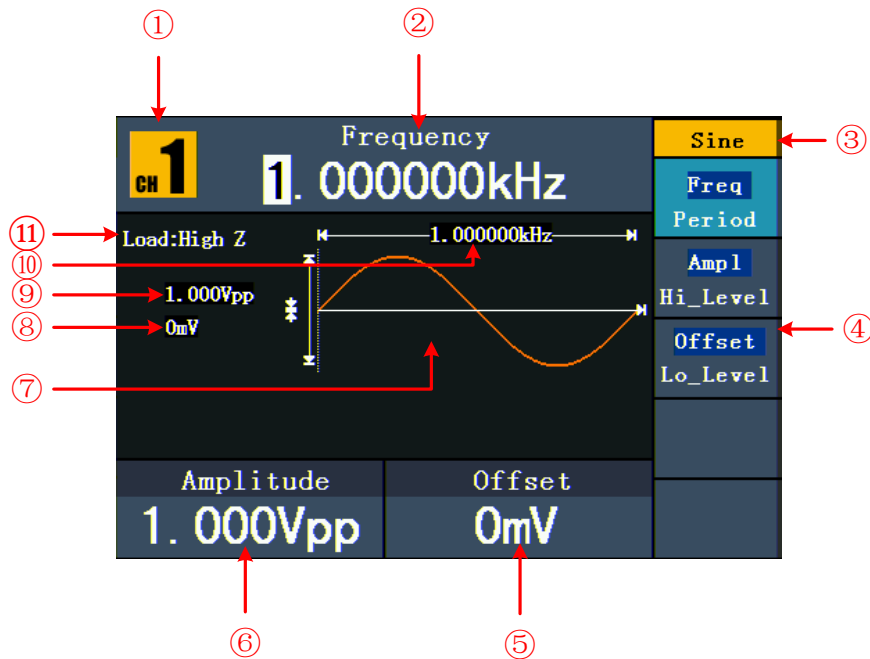 ① ②
CH 1
Frequency
1.000000kHz
Sine ③
Freq
Period
Ampl
Hi_Level
Offset
Lo_Level
④
⑪ Load:High Z
⑩ 1.000000kHz
⑨ 1.000Vpp
⑧ 0mV
⑦
Amplitude
1.000Vpp
Offset
0mV
⑥ ⑤